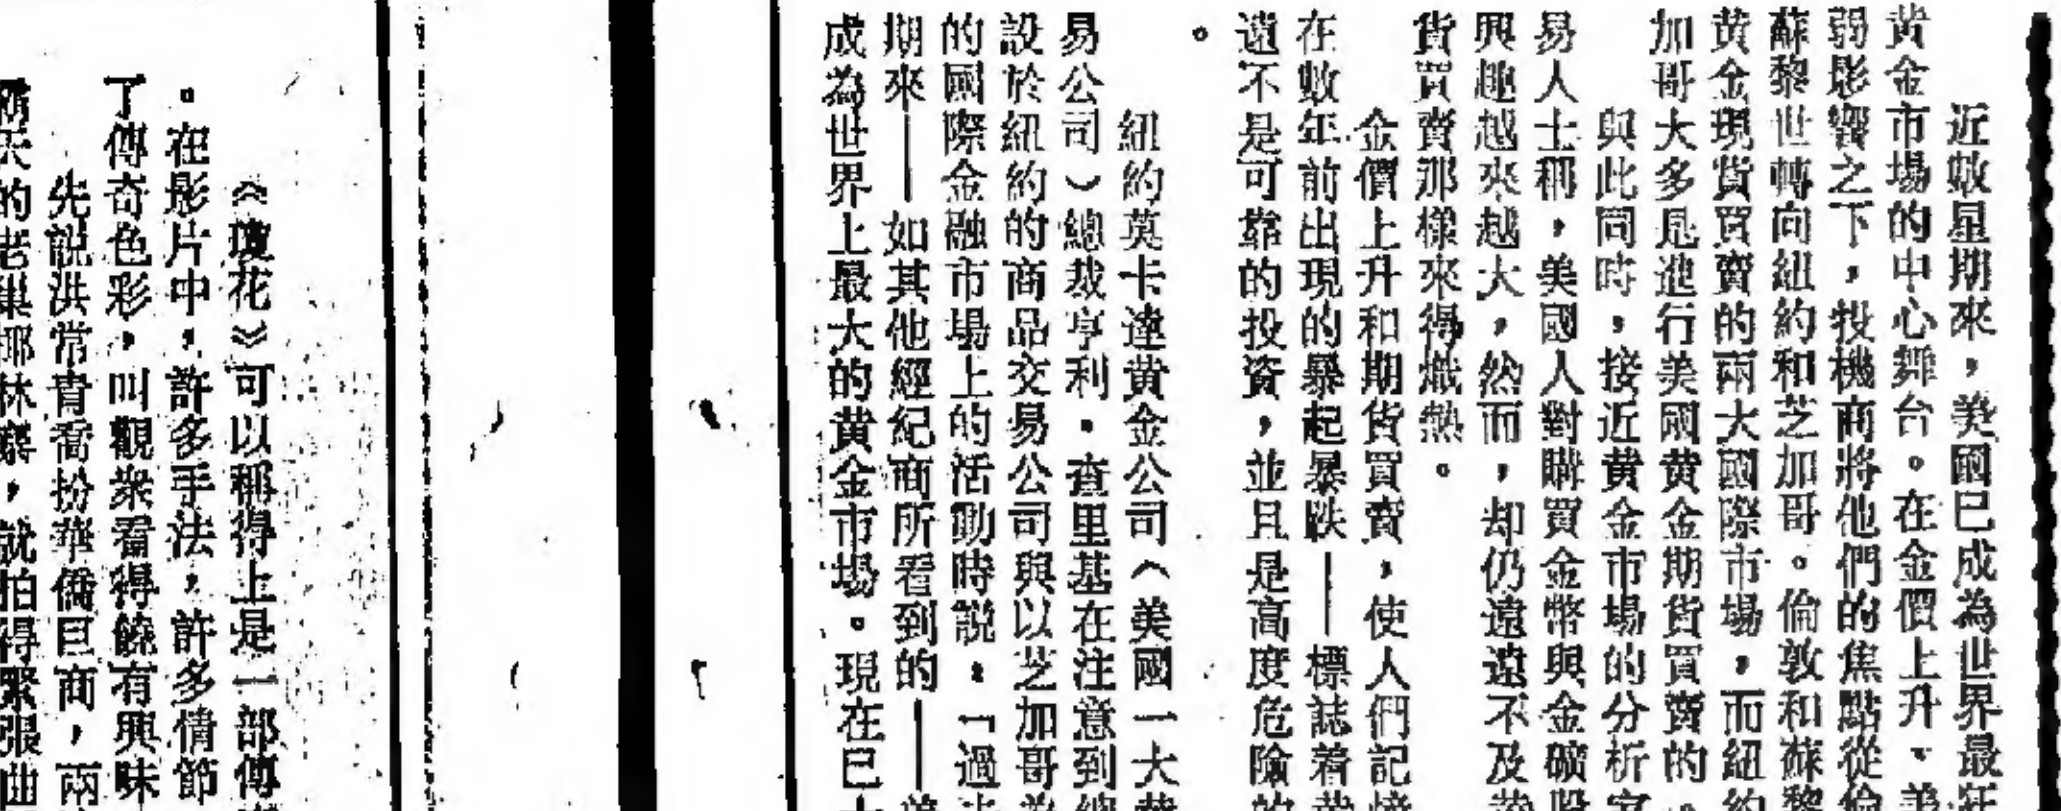 近數星期來，美國已成為世界最
黃金市場的中心舞台。在金價上升、美
弱影響之下，投機商將他們的焦點從倫
蘇黎世轉向紐約和芝加哥。倫敦和蘇黎
黃金現貨買賣的兩大國際市場，而紐約
加哥大多是進行美國黃金期貨買賣的。
與此同時，接近黃金市場的分析家
易人士稱，美國人對購買金幣與金礦股
興趣越來越大，然而，却仍遠遠不及黃
貨買賣那樣來得熾熱。
金價上升和期貨買賣，使人們記憶
在數年前出現的暴起暴跌——標誌着黃
遠不是可靠的投資，並且是高度危險的
。
紐約莫卡達黃金公司（美國一大黃
易公司）總裁亨利·查里基在注意到
設於紐約的商品交易公司與以芝加哥為
的國際金融市場上的活動時說：「過去
期來——如其他經紀商所看到的——美
成為世界上最大的黃金市場。現在已
《瓊花》可以稱得上是一部傳
。在影片中，許多手法，許多情節
了傳奇色彩，叫觀衆看得饒有興味
先說洪常青喬扮華僑巨商，兩
的老巢椰林寨，就拍得緊張曲